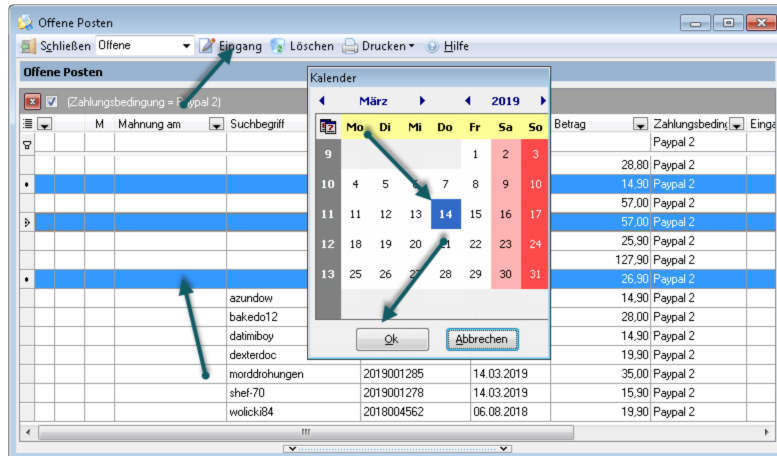 Offene Posten
Schließen Offene Eingang Löschen Drucken Hilfe
Offene Posten
(Zahlungsbedingung = Paypal 2)
M Mahnung am Suchbegriff Betrag Zahlungsbeding Einga
Paypal 2
28,80 Paypal 2
14,90 Paypal 2
57,00 Paypal 2
57,00 Paypal 2
25,90 Paypal 2
127,90 Paypal 2
26,90 Paypal 2
azundow 14,90 Paypal 2
bakedo12 28,00 Paypal 2
datimiboy 14,90 Paypal 2
dexterdoc 19,90 Paypal 2
morddrohungen 2019001285 14.03.2019 35,00 Paypal 2
shef-70 2019001278 14.03.2019 15,90 Paypal 2
wolicki84 2018004562 06.08.2018 19,90 Paypal 2
Kalender
März 2019
Mo Di Mi Do Fr Sa So
9 1 2 3
10 4 5 6 7 8 9 10
11 11 12 13 14 15 16 17
12 18 19 20 21 22 23 24
13 25 26 27 28 29 30 31
Ok Abbrechen